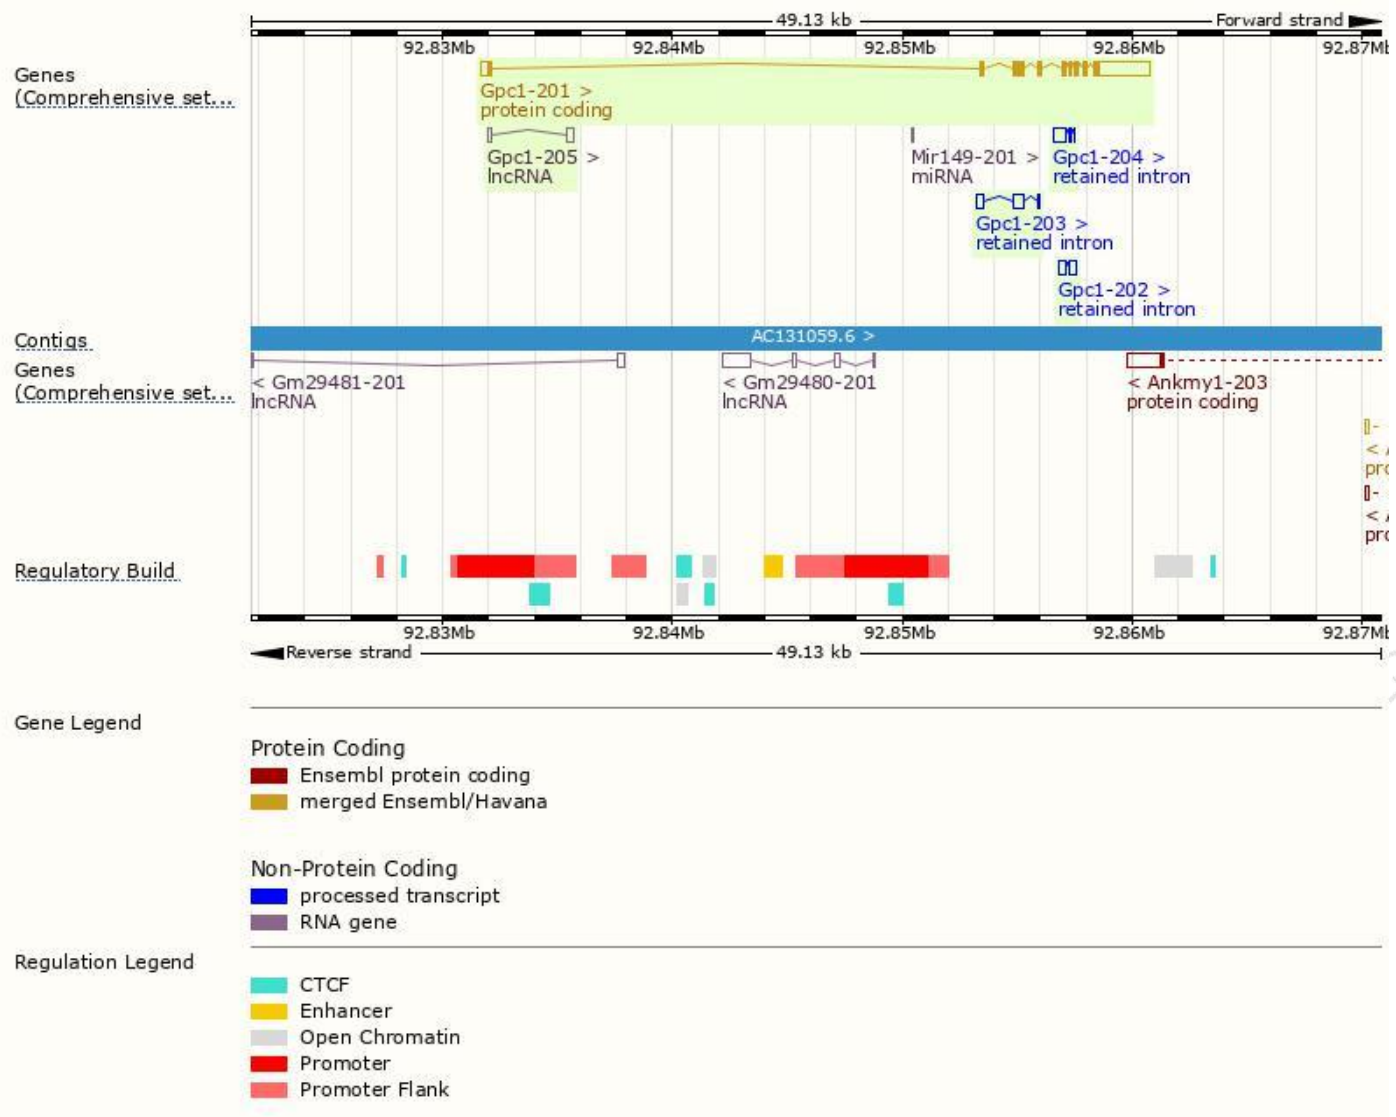 49.13 kb
Forward strand
92.83Mb 92.84Mb 92.85Mb 92.86Mb 92.87Mb
Genes
(Comprehensive set...
Gpc1-201 >
protein coding
Gpc1-205 >
lncRNA
Mir149-201 >
miRNA
Gpc1-204 >
retained intron
Gpc1-203 >
retained intron
Gpc1-202 >
retained intron
Contigs
AC131059.6 >
Genes
(Comprehensive set...
< Gm29481-201
lncRNA
< Gm29480-201
lncRNA
< Ankmy1-203
protein coding
Regulatory Build
92.83Mb 92.84Mb 92.85Mb 92.86Mb 92.87Mb
Reverse strand
49.13 kb
Gene Legend
Protein Coding
Ensembl protein coding
merged Ensembl/Havana
Non-Protein Coding
processed transcript
RNA gene
Regulation Legend
CTCF
Enhancer
Open Chromatin
Promoter
Promoter Flank